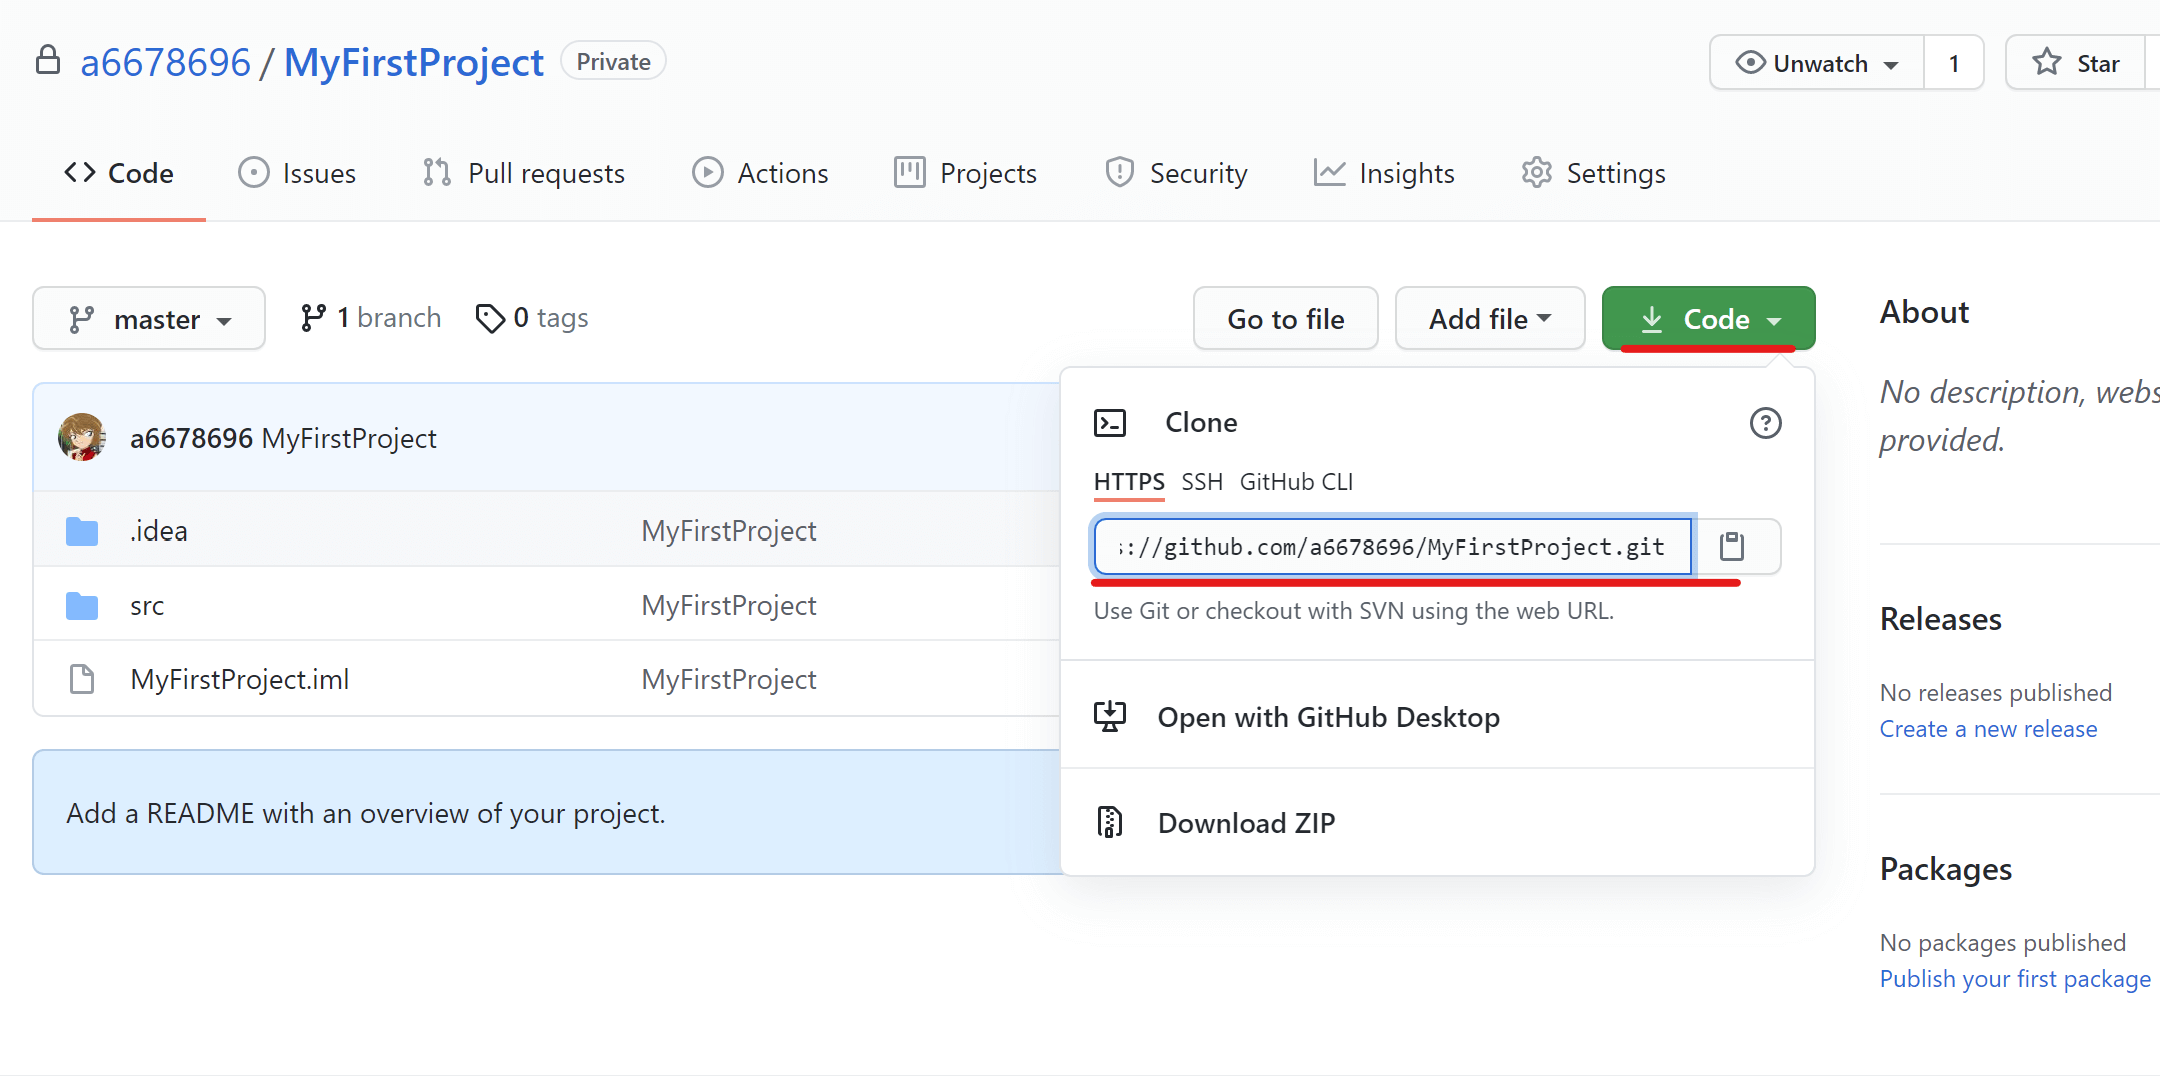 a6678696 / MyFirstProject Private
Unwatch 1 Star
Code Issues Pull requests Actions Projects Security Insights Settings
master 1 branch 0 tags
Go to file Add file Code
a6678696 MyFirstProject
.idea MyFirstProject
src MyFirstProject
MyFirstProject.iml MyFirstProject
Add a README with an overview of your project.
Clone
HTTPS SSH GitHub CLI
://github.com/a6678696/MyFirstProject.git
Use Git or checkout with SVN using the web URL.
Open with GitHub Desktop
Download ZIP
About
No description, webs
provided.
Releases
No releases published
Create a new release
Packages
No packages published
Publish your first package